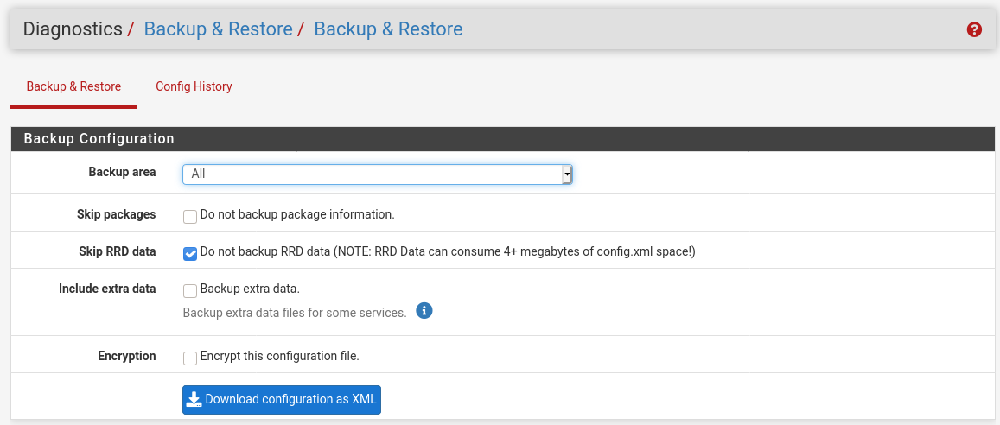 Diagnostics / Backup & Restore / Backup & Restore
Backup & Restore Config History
Backup Configuration
Backup area All
Skip packages Do not backup package information.
Skip RRD data Do not backup RRD data (NOTE: RRD Data can consume 4+ megabytes of config.xml space!)
Include extra data Backup extra data.
Backup extra data files for some services.
Encryption Encrypt this configuration file.
Download configuration as XML